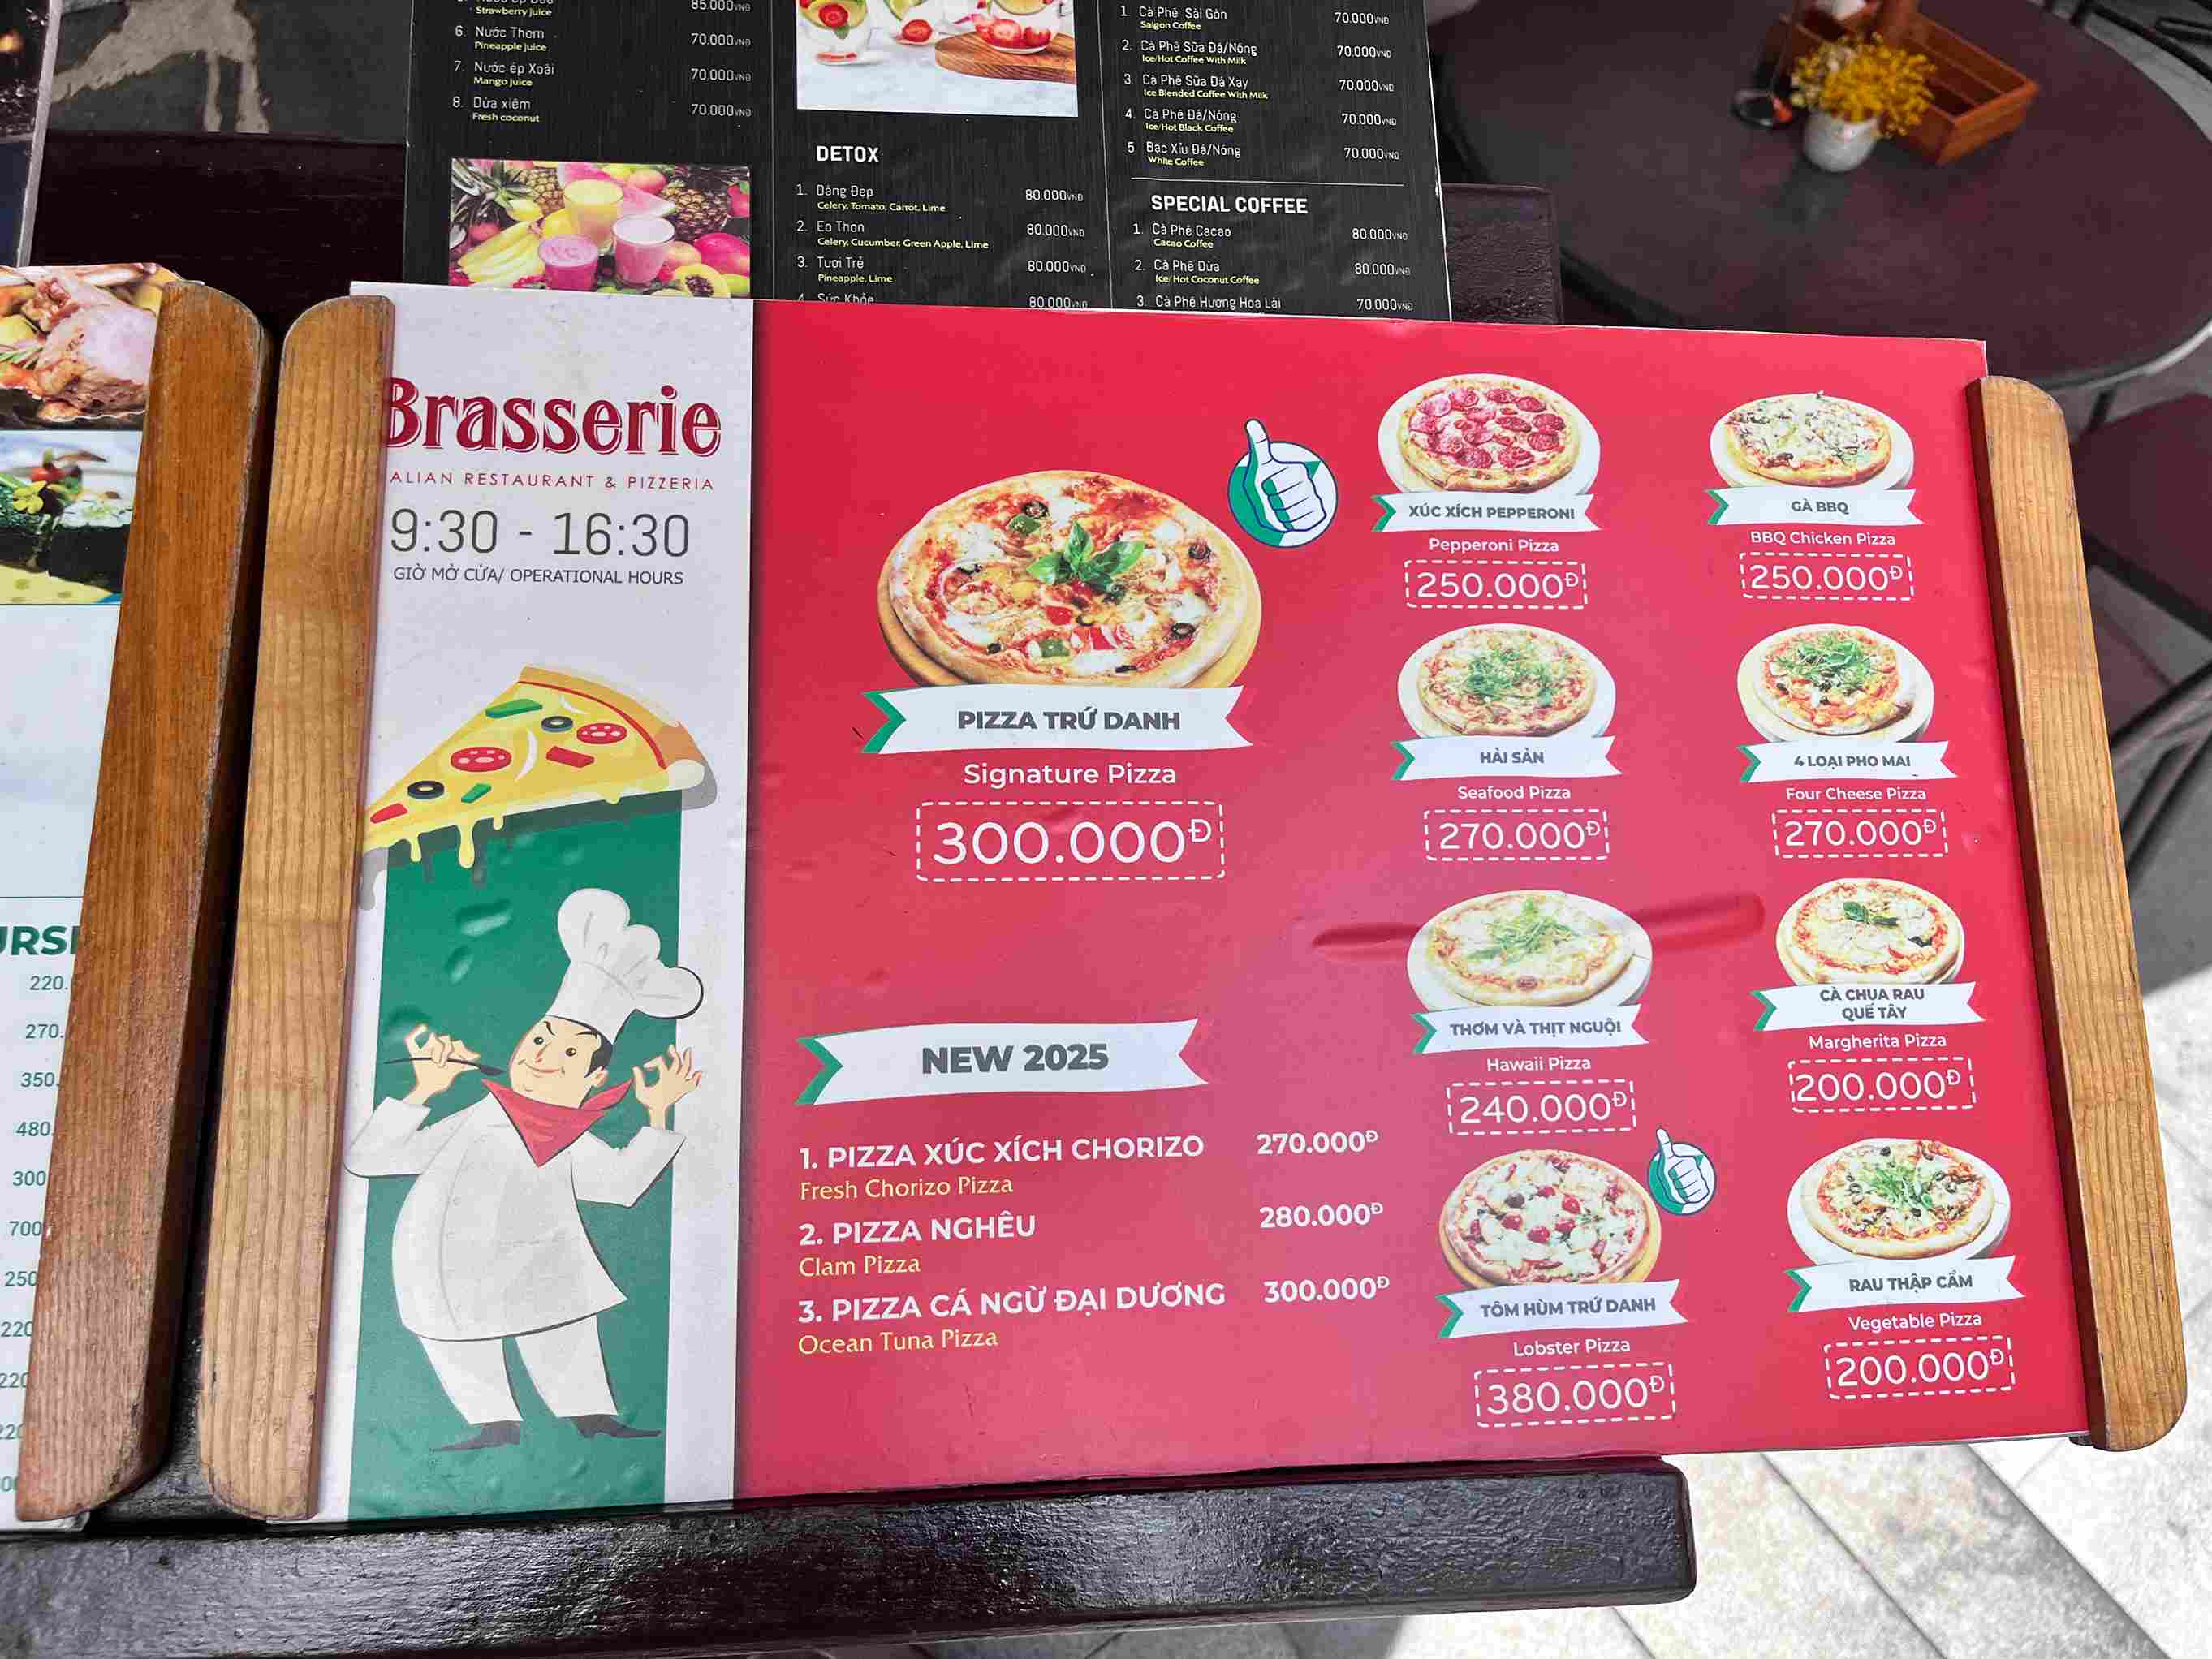 Strawberry juice
85.000VND
6. Nước Thơm 70.000VND
Pineapple juice
7. Nước ép Xoài 70.000VND
Mango juice
8. Dừa xiêm 70.000VND
Fresh coconut
DETOX
1. Dáng Đẹp 80.000VND
Celery, Tomato, Carrot, Lime
2. Eo Thon 80.000VND
Celery, Cucumber, Green Apple, Lime
3. Tươi Trẻ 80.000VND
Pineapple, Lime
4. Sức Khỏe 80.000VND
1. Cà Phê Sài Gòn 70.000VND
Saigon Coffee
2. Cà Phê Sữa Đá/Nóng 70.000VND
Ice/Hot Coffee With Milk
3. Cà Phê Sữa Đá Xay 70.000VND
Ice Blended Coffee With Milk
4. Cà Phê Đá/Nóng 70.000VND
Ice/Hot Black Coffee
5. Bạc Xỉu Đá/Nóng 70.000VND
White Coffee
SPECIAL COFFEE
1. Cà Phê Cacao 80.000VND
Cacao Coffee
2. Cà Phê Dừa 80.000VND
Ice/Hot Coconut Coffee
3. Cà Phê Hương Hoa Lài 70.000VND
Brasserie
ALIAN RESTAURANT & PIZZERIA
9:30 - 16:30
GIỜ MỞ CỬA/ OPERATIONAL HOURS
PIZZA TRỨ DANH
Signature Pizza
300.000Đ
NEW 2025
1. PIZZA XÚC XÍCH CHORIZO 270.000Đ
Fresh Chorizo Pizza
2. PIZZA NGHÊU 280.000Đ
Clam Pizza
3. PIZZA CÁ NGỪ ĐẠI DƯƠNG 300.000Đ
Ocean Tuna Pizza
XÚC XÍCH PEPPERONI
Pepperoni Pizza
250.000Đ
GÀ BBQ
BBQ Chicken Pizza
250.000Đ
HẢI SẢN
Seafood Pizza
270.000Đ
4 LOẠI PHO MAI
Four Cheese Pizza
270.000Đ
THƠM VÀ THỊT NGUỘI
Hawaii Pizza
240.000Đ
CÀ CHUA RAU
QUẾ TÂY
Margherita Pizza
200.000Đ
TÔM HÙM TRỨ DANH
Lobster Pizza
380.000Đ
RAU THẬP CẨM
Vegetable Pizza
200.000Đ
URS
220.
270.
350.
480.
300
700
250
220
220
220